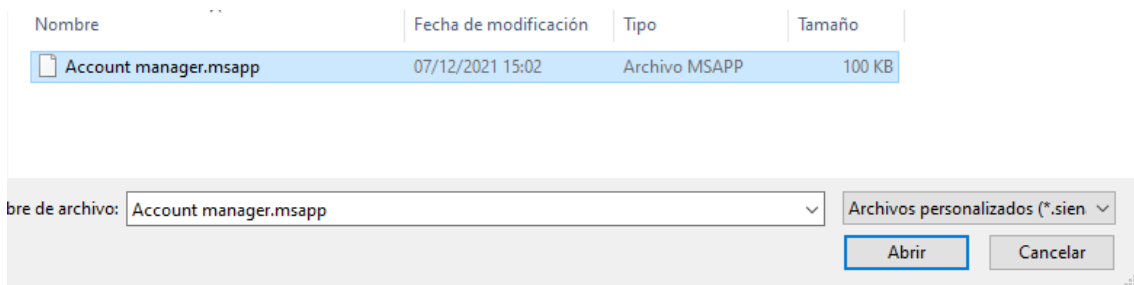 Nombre Fecha de modificación Tipo Tamaño
Account manager.msapp 07/12/2021 15:02 Archivo MSAPP 100 KB
bre de archivo: Account manager.msapp Archivos personalizados (*.sien
Abrir Cancelar